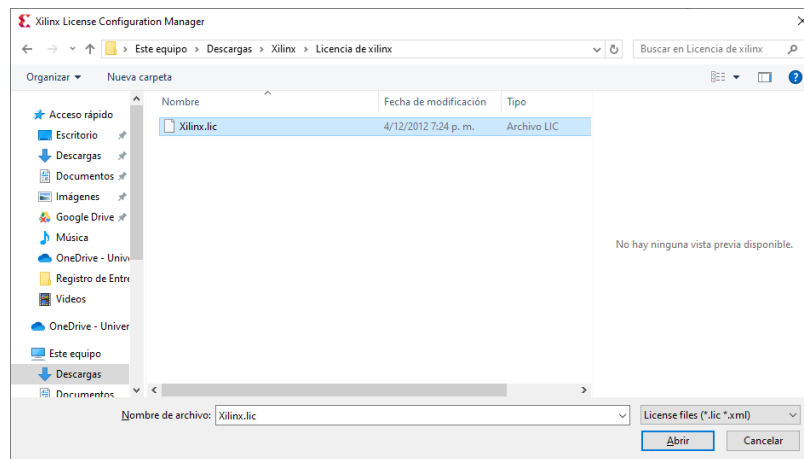 Xilinx License Configuration Manager
Este equipo > Descargas > Xilinx > Licencia de xilinx
Buscar en Licencia de xilinx
Organizar
Nueva carpeta
Nombre
Fecha de modificación
Tipo
Xilinx.lic
4/12/2012 7:24 p. m.
Archivo LIC
Acceso rápido
Escritorio
Descargas
Documentos
Imágenes
Google Drive
Música
OneDrive - Unive
Registro de Entre
Videos
OneDrive - Univer
Este equipo
Descargas
Documentos
No hay ninguna vista previa disponible.
Nombre de archivo:
Xilinx.lic
License files (*.lic *.xml)
Abrir
Cancelar